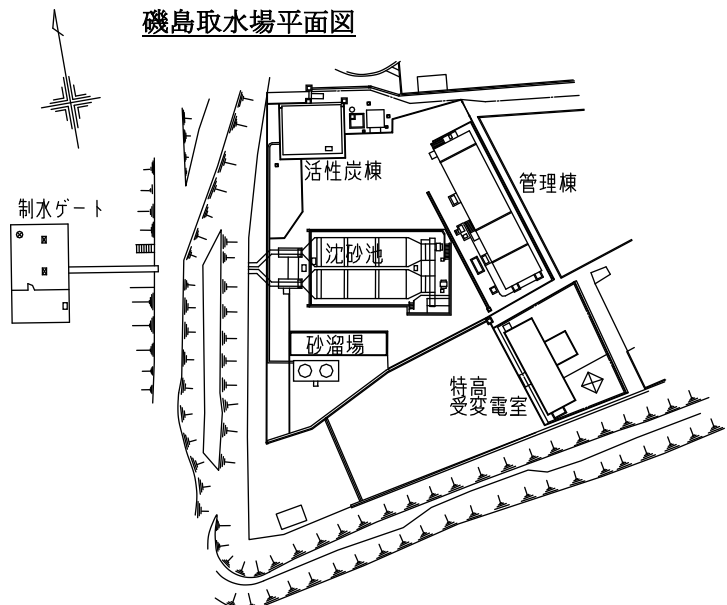 磯島取水場平面図
活性炭棟
管理棟
制水ゲート
沈砂池
砂溜場
特高
受変電室